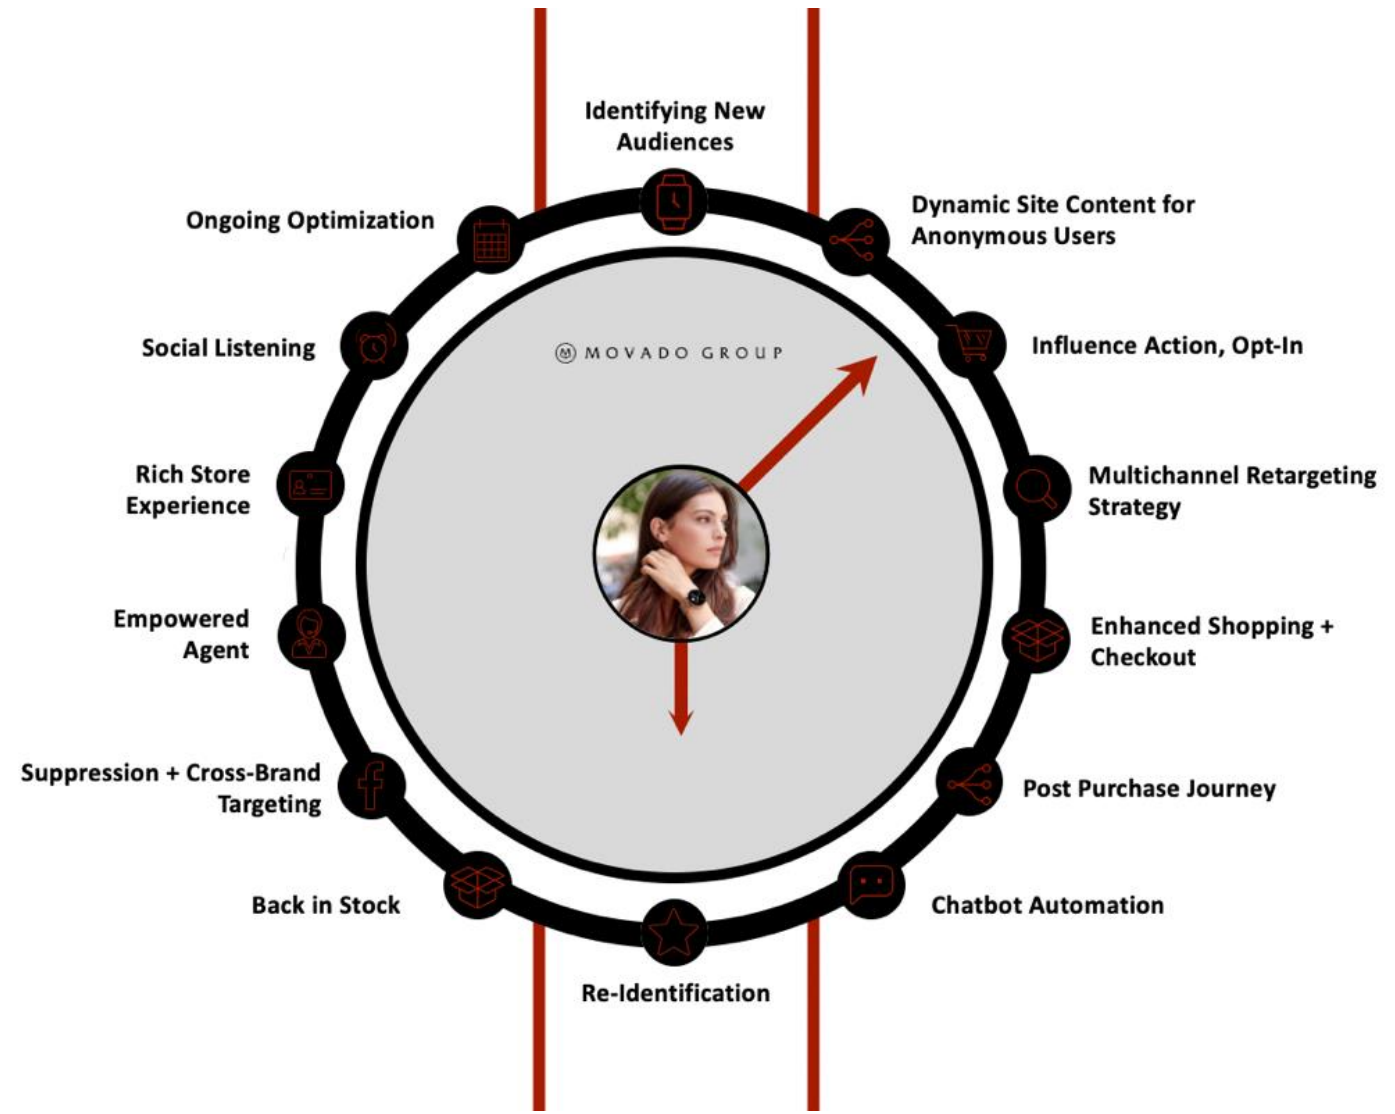 Identifying New
Audiences
Dynamic Site Content for
Anonymous Users
Influence Action, Opt-In
Multichannel Retargeting
Strategy
Enhanced Shopping +
Checkout
Post Purchase Journey
Chatbot Automation
Re-Identification
Back in Stock
Suppression + Cross-Brand
Targeting
Empowered
Agent
Rich Store
Experience
Social Listening
Ongoing Optimization
MOVADO GROUP